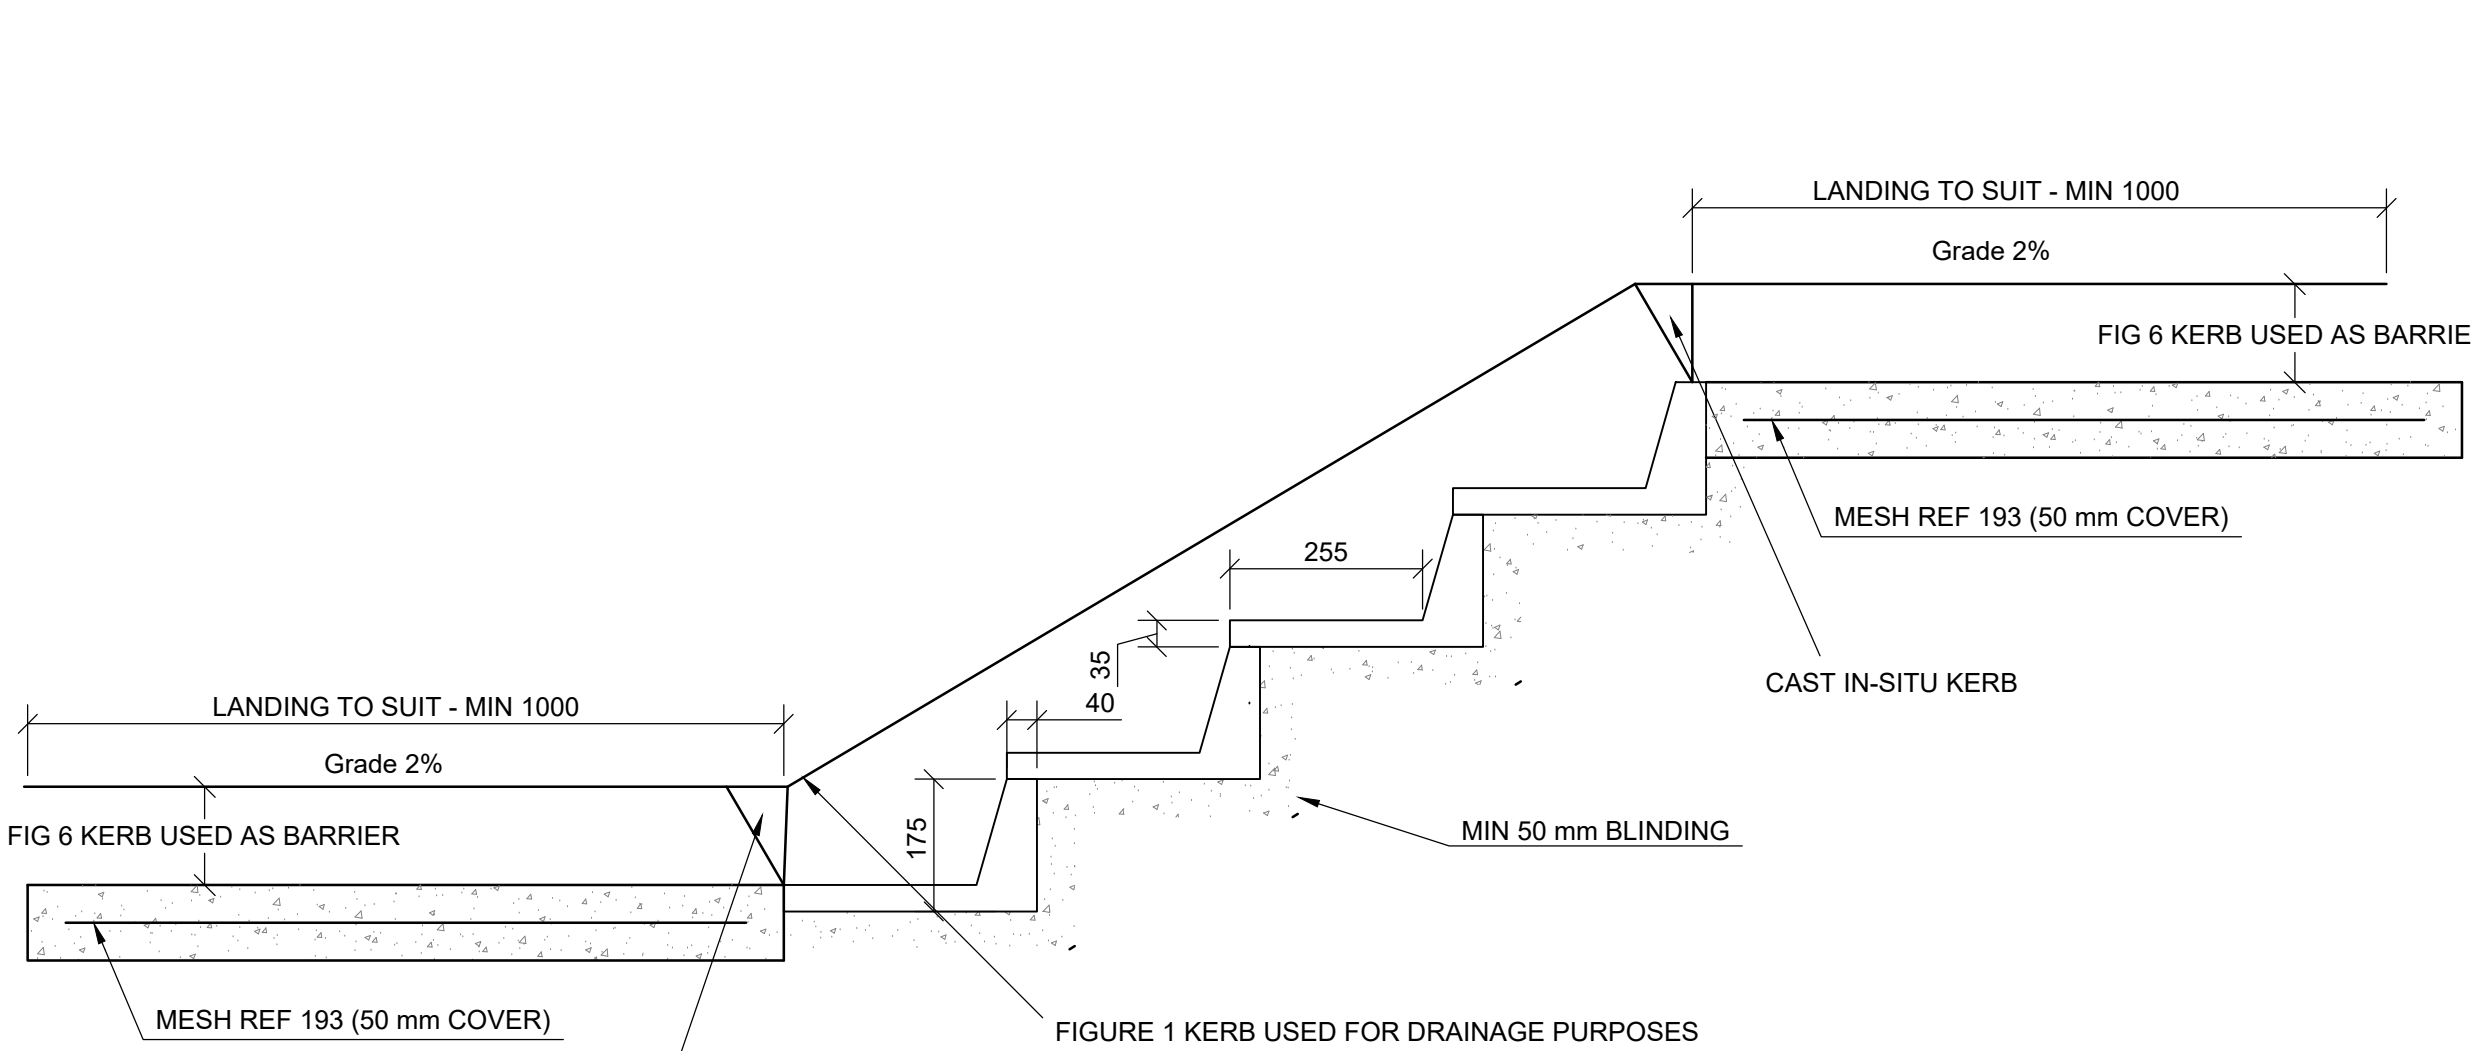 LANDING TO SUIT - MIN 1000
Grade 2%
FIG 6 KERB USED AS BARRIE
MESH REF 193 (50 mm COVER)
255
35
40
CAST IN-SITU KERB
LANDING TO SUIT - MIN 1000
Grade 2%
FIG 6 KERB USED AS BARRIER
175
MIN 50 mm BLINDING
MESH REF 193 (50 mm COVER)
FIGURE 1 KERB USED FOR DRAINAGE PURPOSES